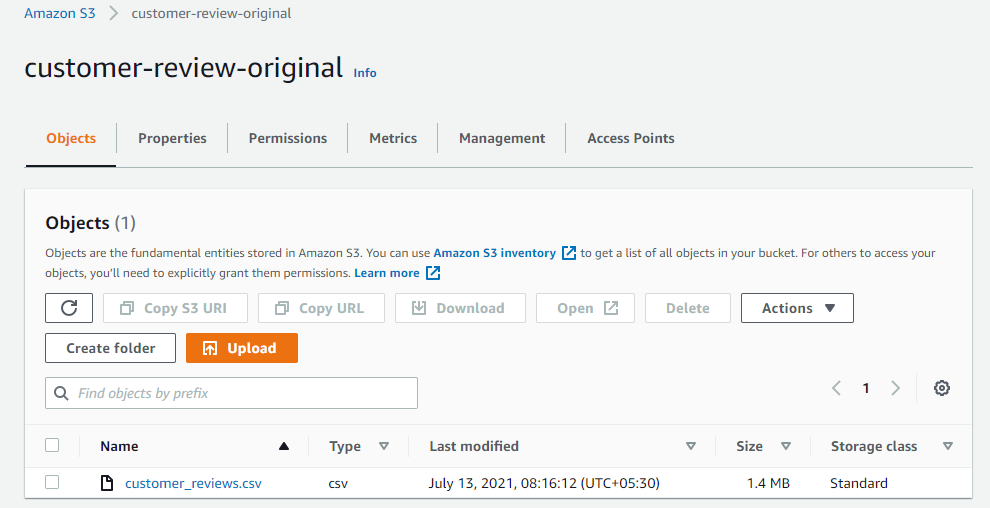 Amazon S3 > customer-review-original
customer-review-original Info
Objects Properties Permissions Metrics Management Access Points
Objects (1)
Objects are the fundamental entities stored in Amazon S3. You can use Amazon S3 inventory to get a list of all objects in your bucket. For others to access your
objects, you'll need to explicitly grant them permissions. Learn more
Copy S3 URI Copy URL Download Open Delete Actions
Create folder Upload
Find objects by prefix 1
Name Type Last modified Size Storage class
customer_reviews.csv csv July 13, 2021, 08:16:12 (UTC+05:30) 1.4 MB Standard